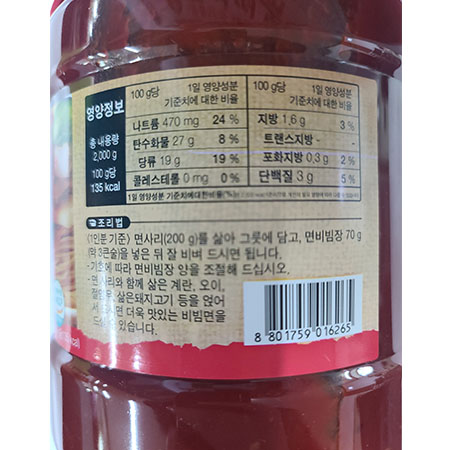 영양정보
총 내용량
2,000 g
100 g당
135 kcal
100 g당 1일 영양성분 기준치에 대한 비율
나트륨 470 mg 24 %
탄수화물 27 g 8 %
당류 19 g 19 %
콜레스테롤 0 mg 0 %
100 g당 1일 영양성분 기준치에 대한 비율
지방 1.6 g 3 %
트랜스지방 -
포화지방 0.3 g 2 %
단백질 3 g 5 %
1일 영양성분 기준치에대한비율(%)
조리법
(1인분 기준) 면사리(200 g)를 삶아 그릇에 담고, 면비빔장 70 g
(약 3큰술)을 넣은 뒤 잘 비벼 드시면 됩니다.
- 기호에 따라 면비빔장 양을 조절해 드십시오.
- 면 사리와 함께 삶은 계란, 오이,
삶은돼지고기 등을 얹어
더욱 맛있는 비빔면을
있습니다.
8 801759 016265